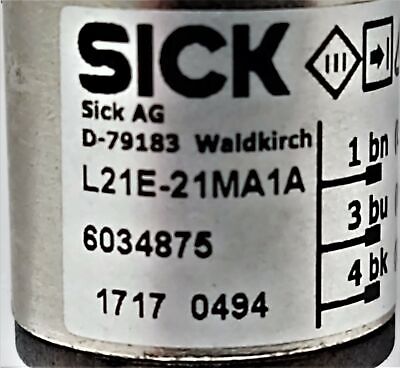 SICK
Sick AG
D-79183 Waldkirch
L21E-21MA1A
6034875
1717 0494
1 bn
3 bu
4 bk